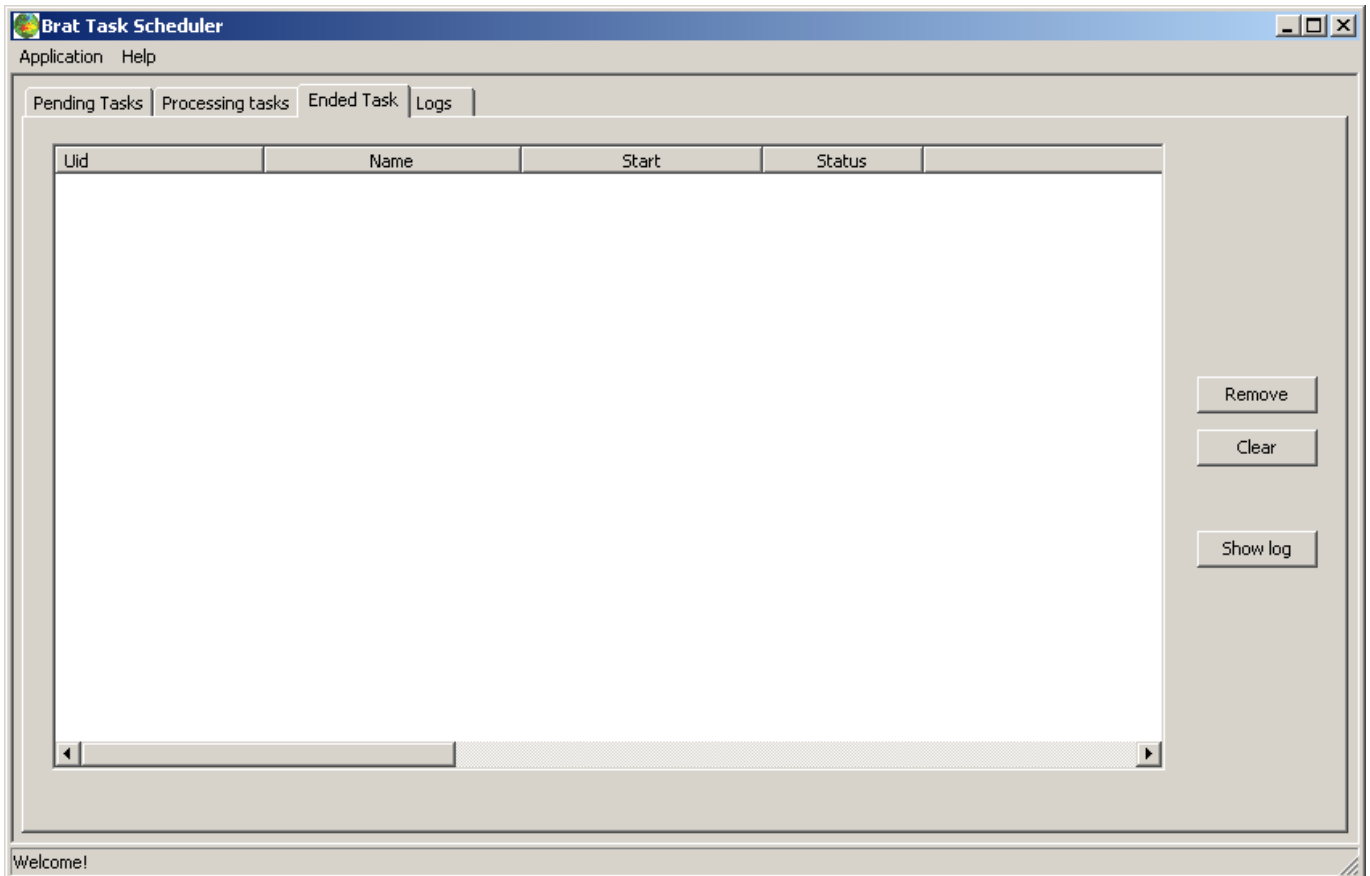 Brat Task Scheduler
Application Help
Pending Tasks Processing tasks Ended Task Logs
Uid Name Start Status
Remove
Clear
Show log
Welcome!